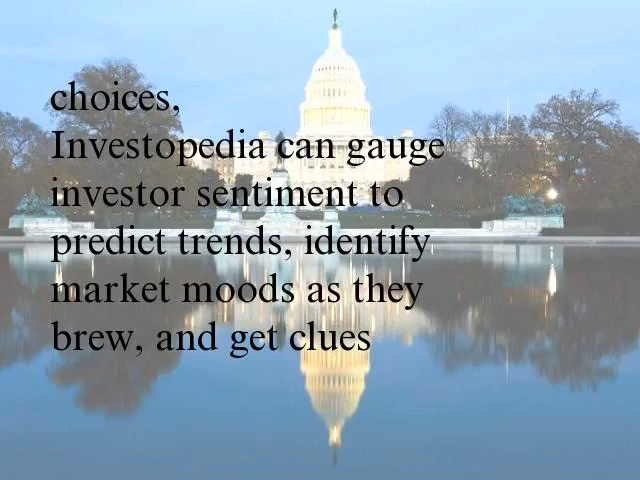 choices,
Investopedia can gauge
investor sentiment to
predict trends, identify
market moods as they
brew, and get clues